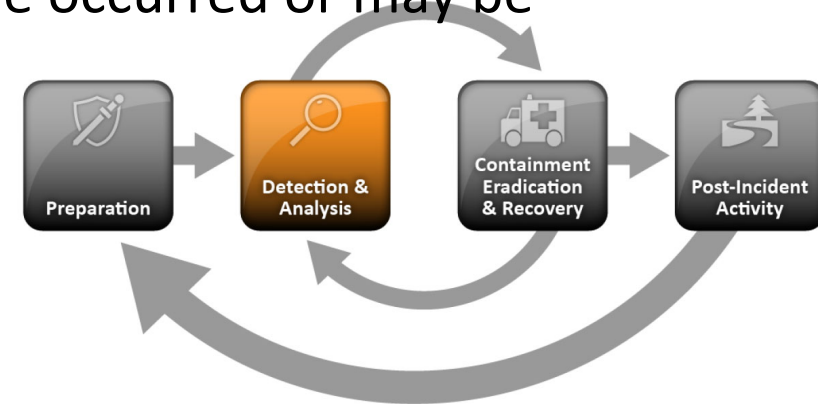 e occurred or may be
Preparation
Detection &
Analysis
Containment
Eradication
& Recovery
Post-Incident
Activity